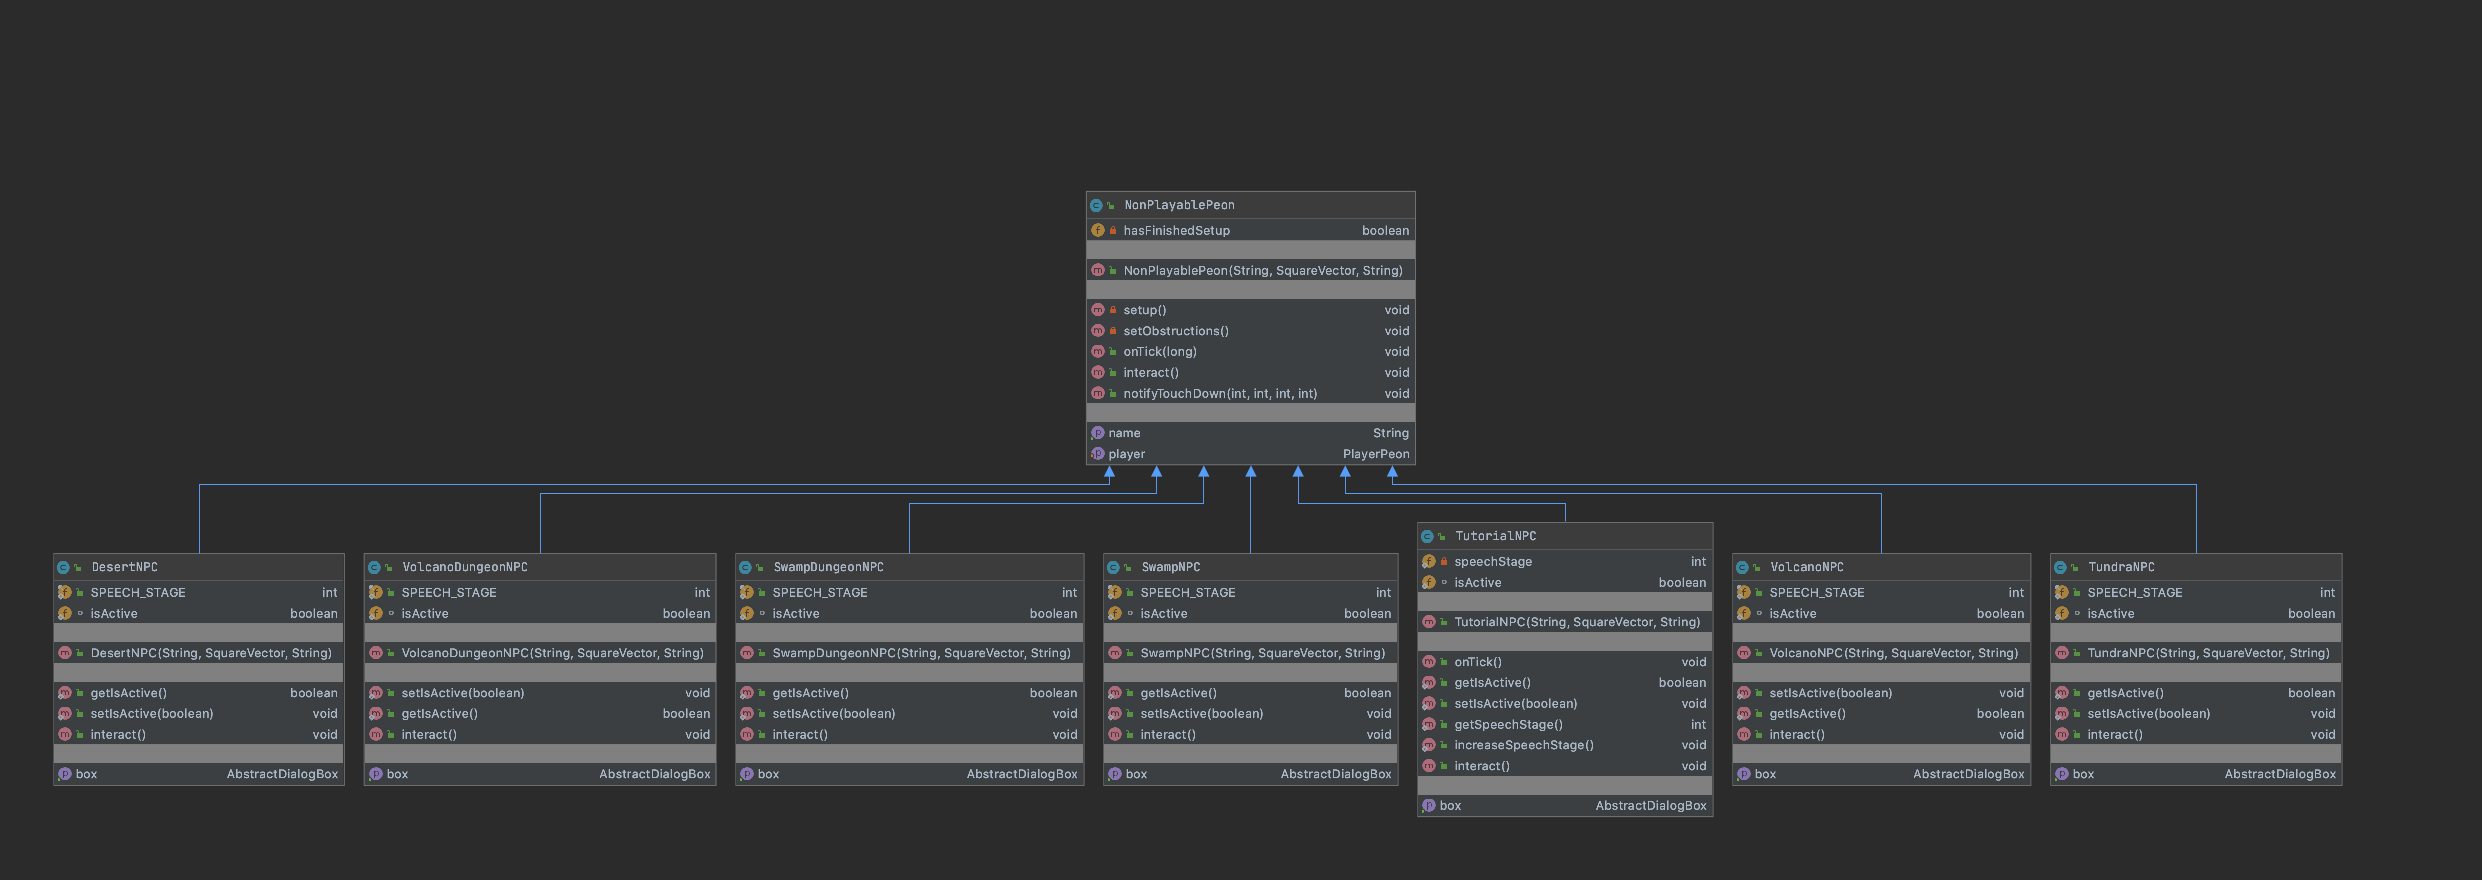 NonPlayablePeon
hasFinishedSetup boolean
NonPlayablePeon(String, SquareVector, String)
setup() void
setObstructions() void
onTick(long) void
interact() void
notifyTouchDown(int, int, int, int) void
name String
player PlayerPeon
DesertNPC
SPEECH_STAGE int
isActive boolean
DesertNPC(String, SquareVector, String)
getIsActive() boolean
setIsActive(boolean) void
interact() void
box AbstractDialogBox
VolcanoDungeonNPC
SPEECH_STAGE int
isActive boolean
VolcanoDungeonNPC(String, SquareVector, String)
setIsActive(boolean) void
getIsActive() boolean
interact() void
box AbstractDialogBox
SwampDungeonNPC
SPEECH_STAGE int
isActive boolean
SwampDungeonNPC(String, SquareVector, String)
getIsActive() boolean
setIsActive(boolean) void
interact() void
box AbstractDialogBox
SwampNPC
SPEECH_STAGE int
isActive boolean
SwampNPC(String, SquareVector, String)
getIsActive() boolean
setIsActive(boolean) void
interact() void
box AbstractDialogBox
TutorialNPC
speechStage int
isActive boolean
TutorialNPC(String, SquareVector, String)
onTick() void
getIsActive() boolean
setIsActive(boolean) void
getSpeechStage() int
increaseSpeechStage() void
interact() void
box AbstractDialogBox
VolcanoNPC
SPEECH_STAGE int
isActive boolean
VolcanoNPC(String, SquareVector, String)
setIsActive(boolean) void
getIsActive() boolean
interact() void
box AbstractDialogBox
TundraNPC
SPEECH_STAGE int
isActive boolean
TundraNPC(String, SquareVector, String)
getIsActive() boolean
setIsActive(boolean) void
interact() void
box AbstractDialogBox